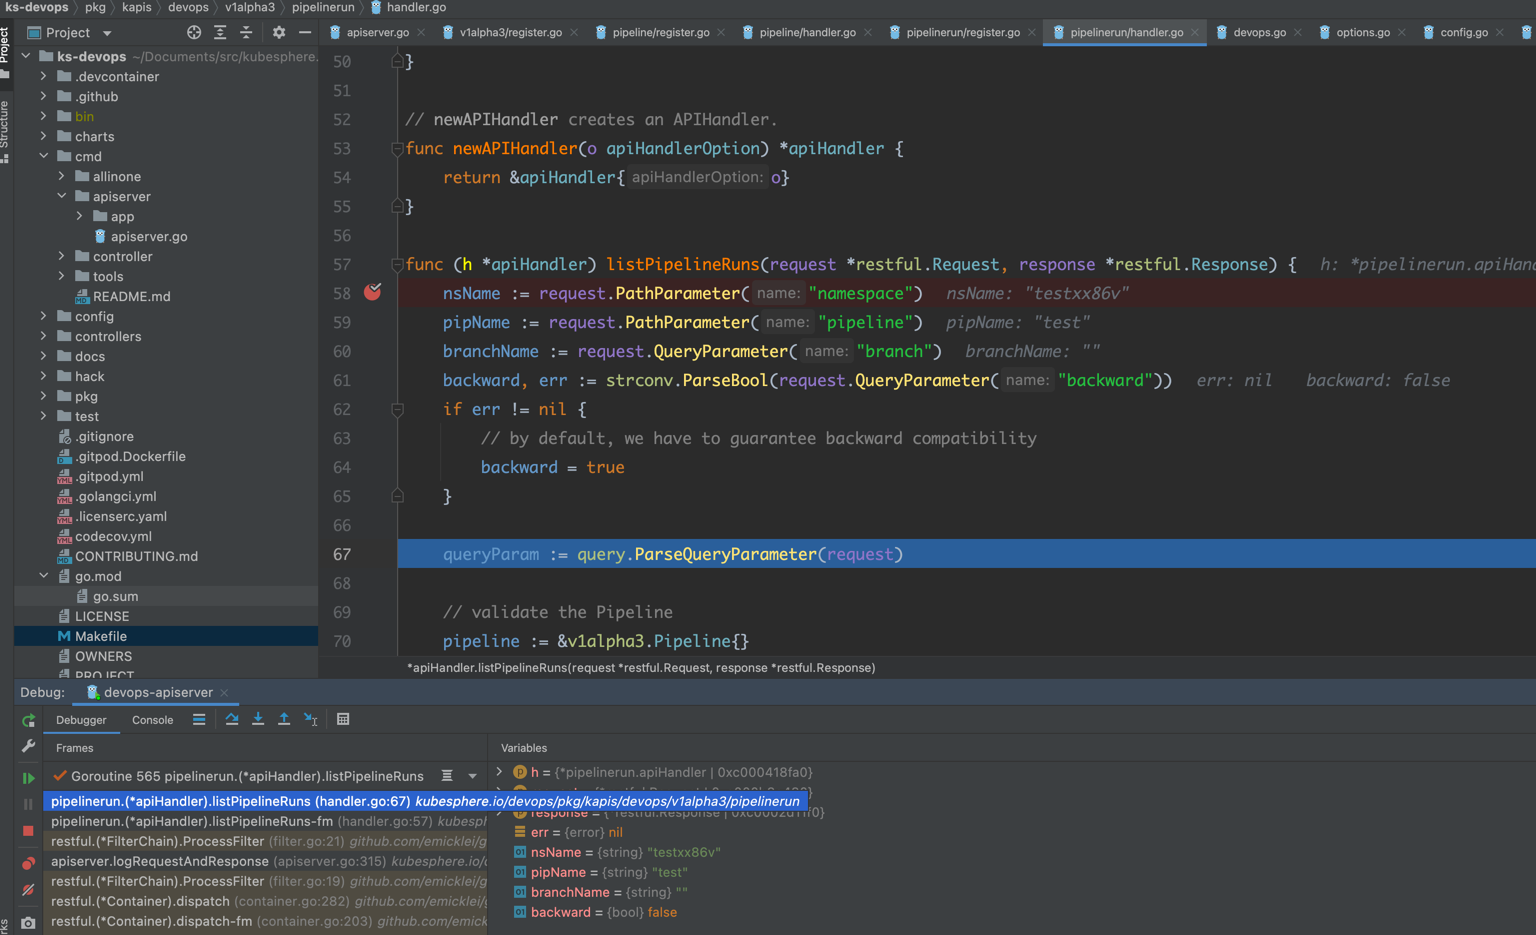 ks-devops pkg kapis devops v1alpha3 pipelinerun handler.go
Project
apiserver.go v1alpha3/register.go pipeline/register.go pipeline/handler.go pipelinerun/register.go pipelinerun/handler.go devops.go options.go config.go
Project
Structure
ks-devops ~/Documents/src/kubesphere.
.devcontainer
.github
bin
charts
cmd
allinone
apiserver
app
apiserver.go
controller
tools
README.md
config
controllers
docs
hack
pkg
test
.gitignore
.gitpod.Dockerfile
.gitpod.yml
.golangci.yml
.licenserc.yaml
codecov.yml
CONTRIBUTING.md
go.mod
go.sum
LICENSE
Makefile
OWNERS
PROJECT
50 }
51
52 // newAPIHandler creates an APIHandler.
53 func newAPIHandler(o apiHandlerOption) *apiHandler {
54 return &apiHandler{ apiHandlerOption: o}
55 }
56
57 func (h *apiHandler) listPipelineRuns(request *restful.Request, response *restful.Response) { h: *pipelinerun.apiHand
58 nsName := request.PathParameter( name: "namespace") nsName: "testxx86v"
59 pipName := request.PathParameter( name: "pipeline") pipName: "test"
60 branchName := request.QueryParameter( name: "branch") branchName: ""
61 backward, err := strconv.ParseBool(request.QueryParameter( name: "backward")) err: nil backward: false
62 if err != nil {
63 // by default, we have to guarantee backward compatibility
64 backward = true
65 }
66
67 queryParam := query.ParseQueryParameter(request)
68
69 // validate the Pipeline
70 pipeline := &v1alpha3.Pipeline{}
*apiHandler.listPipelineRuns(request *restful.Request, response *restful.Response)
Debug: devops-apiserver
Debugger Console
Frames
Goroutine 565 pipelinerun.(*apiHandler).listPipelineRuns
pipelinerun.(*apiHandler).listPipelineRuns (handler.go:67) kubesphere.io/devops/pkg/kapis/devops/v1alpha3/pipelinerun
pipelinerun.(*apiHandler).listPipelineRuns-fm (handler.go:57) kubesp
restful.(*FilterChain).ProcessFilter (filter.go:21) github.com/emicklei/g
apiserver.logRequestAndResponse (apiserver.go:315) kubesphere.io/
restful.(*FilterChain).ProcessFilter (filter.go:19) github.com/emicklei/g
restful.(*Container).dispatch (container.go:282) github.com/emicklei/g
restful.(*Container).dispatch-fm (container.go:203) github.com/emick
Variables
h = {*pipelinerun.apiHandler | 0xc000418fa0}
response = {*restful.Response | 0xc0002d11f0}
err = {error} nil
nsName = {string} "testxx86v"
pipName = {string} "test"
branchName = {string} ""
backward = {bool} false